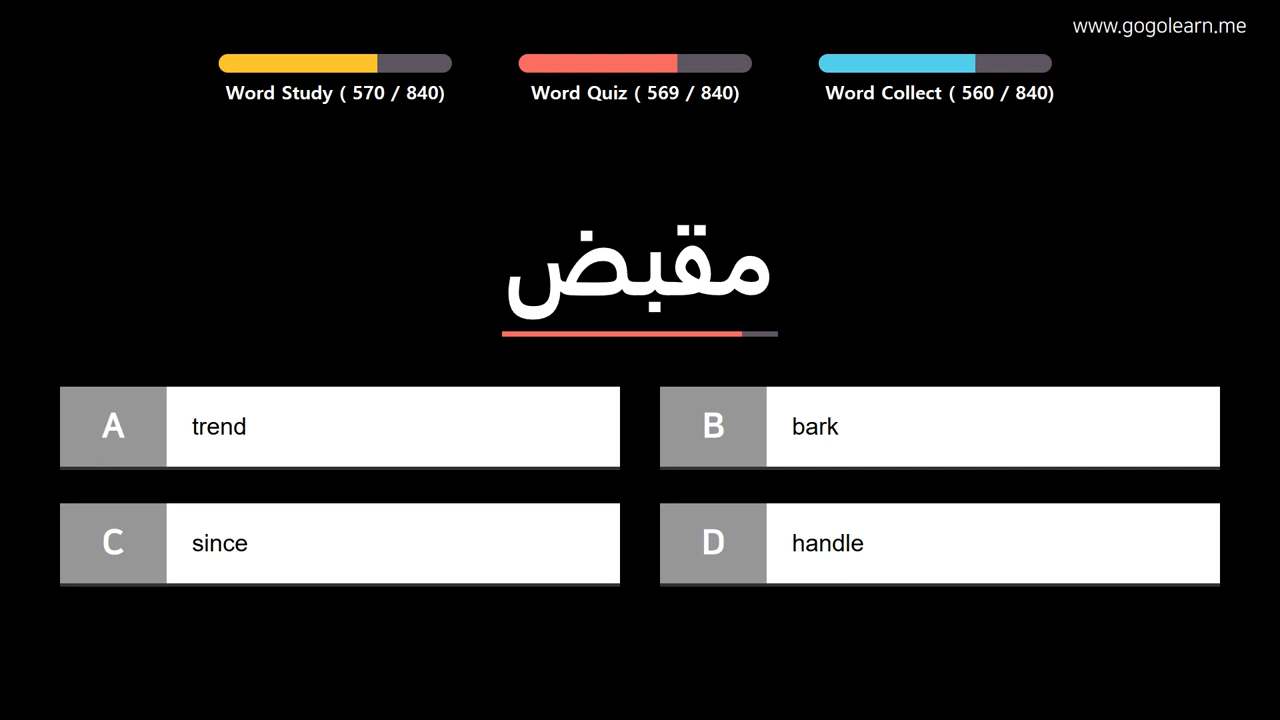 www.gogolearn.me
Word Study ( 570 / 840)
Word Quiz ( 569 / 840)
Word Collect ( 560 / 840)
مقبض
A trend
B bark
C since
D handle